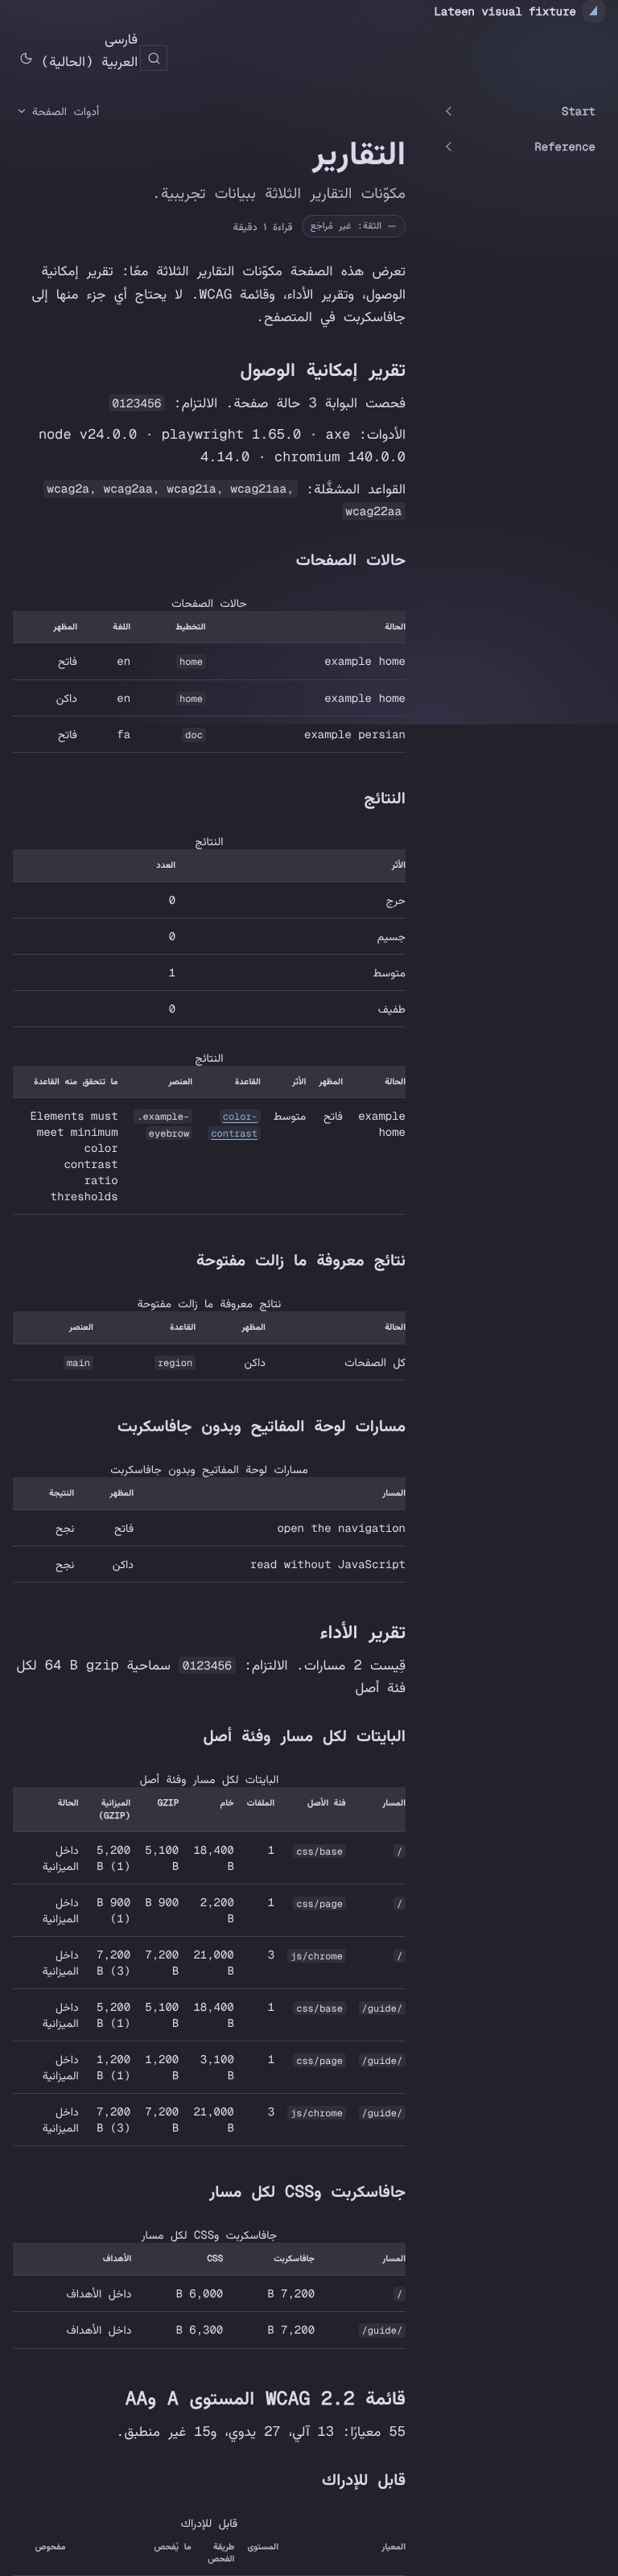 Lateen visual fixture
فارسی
العربية (الحالية)
Start
Reference
أدوات الصفحة
التقارير
مكوّنات التقارير الثلاثة ببيانات تجريبية.
— الثقة: غير مُراجَع
قراءة ١ دقيقة
تعرض هذه الصفحة مكوّنات التقارير الثلاثة معًا: تقرير إمكانية
الوصول، وتقرير الأداء، وقائمة WCAG. لا يحتاج أي جزء منها إلى
جافاسكربت في المتصفح.
تقرير إمكانية الوصول
فحصت البوابة 3 حالة صفحة. الالتزام: 0123456
الأدوات: node v24.0.0 · playwright 1.65.0 · axe
4.14.0 · chromium 140.0.0
القواعد المشغَّلة: wcag2a, wcag2aa, wcag21a, wcag21aa,
wcag22aa
حالات الصفحات
حالات الصفحات
الحالة التخطيط اللغة المظهر
example home home en فاتح
example home home en داكن
example persian doc fa فاتح
النتائج
النتائج
الأثر العدد
حرج 0
جسيم 0
متوسط 1
طفيف 0
النتائج
الحالة المظهر الأثر القاعدة العنصر ما تتحقق منه القاعدة
example فاتح متوسط color- .example- Elements must
home contrast eyebrow meet minimum
color
contrast
ratio
thresholds
نتائج معروفة ما زالت مفتوحة
نتائج معروفة ما زالت مفتوحة
الحالة المظهر القاعدة العنصر
كل الصفحات داكن region main
مسارات لوحة المفاتيح وبدون جافاسكربت
مسارات لوحة المفاتيح وبدون جافاسكربت
المسار المظهر النتيجة
open the navigation فاتح نجح
read without JavaScript داكن نجح
تقرير الأداء
قِيست 2 مسارات. الالتزام: 0123456 سماحية 64 B gzip لكل
فئة أصل
البايتات لكل مسار وفئة أصل
البايتات لكل مسار وفئة أصل
المسار فئة الأصل الملفات خام GZIP الميزانية الحالة
(GZIP)
/ css/base 1 18,400 5,100 5,200 داخل
B B B (1) الميزانية
/ css/page 1 2,200 900 B 900 B داخل
B (1) الميزانية
/ js/chrome 3 21,000 7,200 7,200 داخل
B B B (3) الميزانية
/guide/ css/base 1 18,400 5,100 5,200 داخل
B B B (1) الميزانية
/guide/ css/page 1 3,100 1,200 1,200 داخل
B B B (1) الميزانية
/guide/ js/chrome 3 21,000 7,200 7,200 داخل
B B B (3) الميزانية
جافاسكربت وCSS لكل مسار
جافاسكربت وCSS لكل مسار
المسار جافاسكربت CSS الأهداف
/ 7,200 B 6,000 B داخل الأهداف
/guide/ 7,200 B 6,300 B داخل الأهداف
قائمة WCAG 2.2 المستوى A وAA
55 معيارًا: 13 آلي، 27 يدوي، و15 غير منطبق.
قابل للإدراك
قابل للإدراك
المعيار المستوى طريقة ما يُفحص مفحوص
الفحص